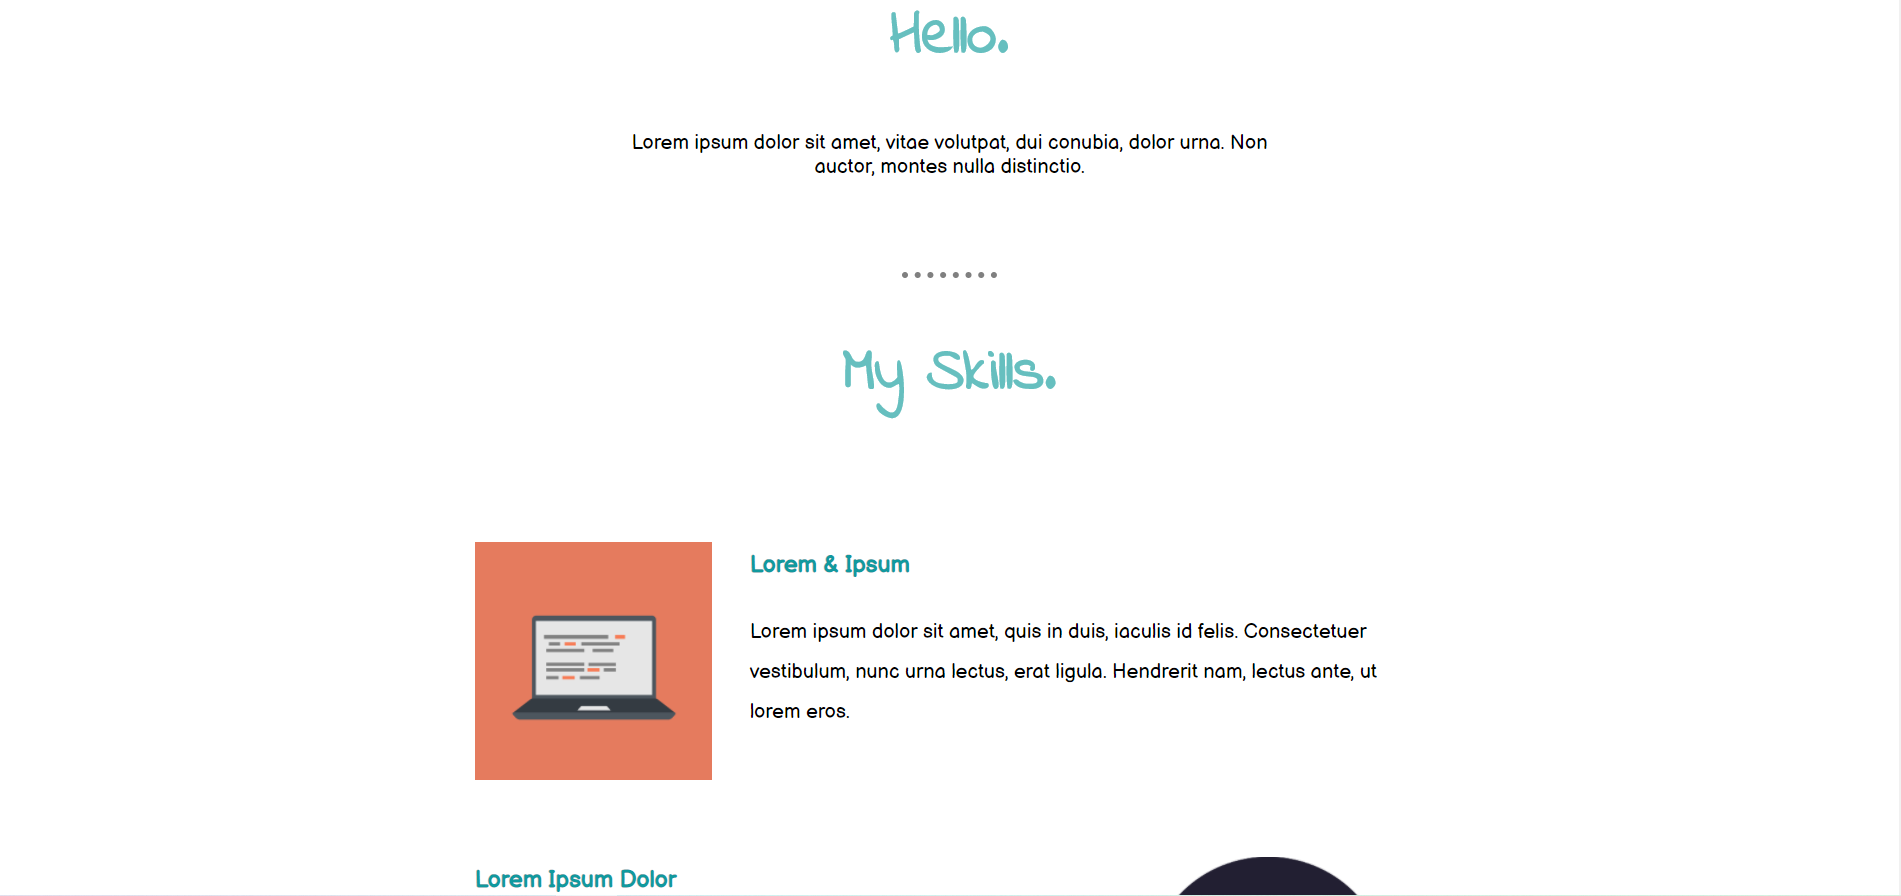 Hello.
Lorem ipsum dolor sit amet, vitae volutpat, dui conubia, dolor urna. Non
auctor, montes nulla distinctio.
My Skills.
Lorem & Ipsum
Lorem ipsum dolor sit amet, quis in duis, iaculis id felis. Consectetuer
vestibulum, nunc urna lectus, erat ligula. Hendrerit nam, lectus ante, ut
lorem eros.
Lorem Ipsum Dolor